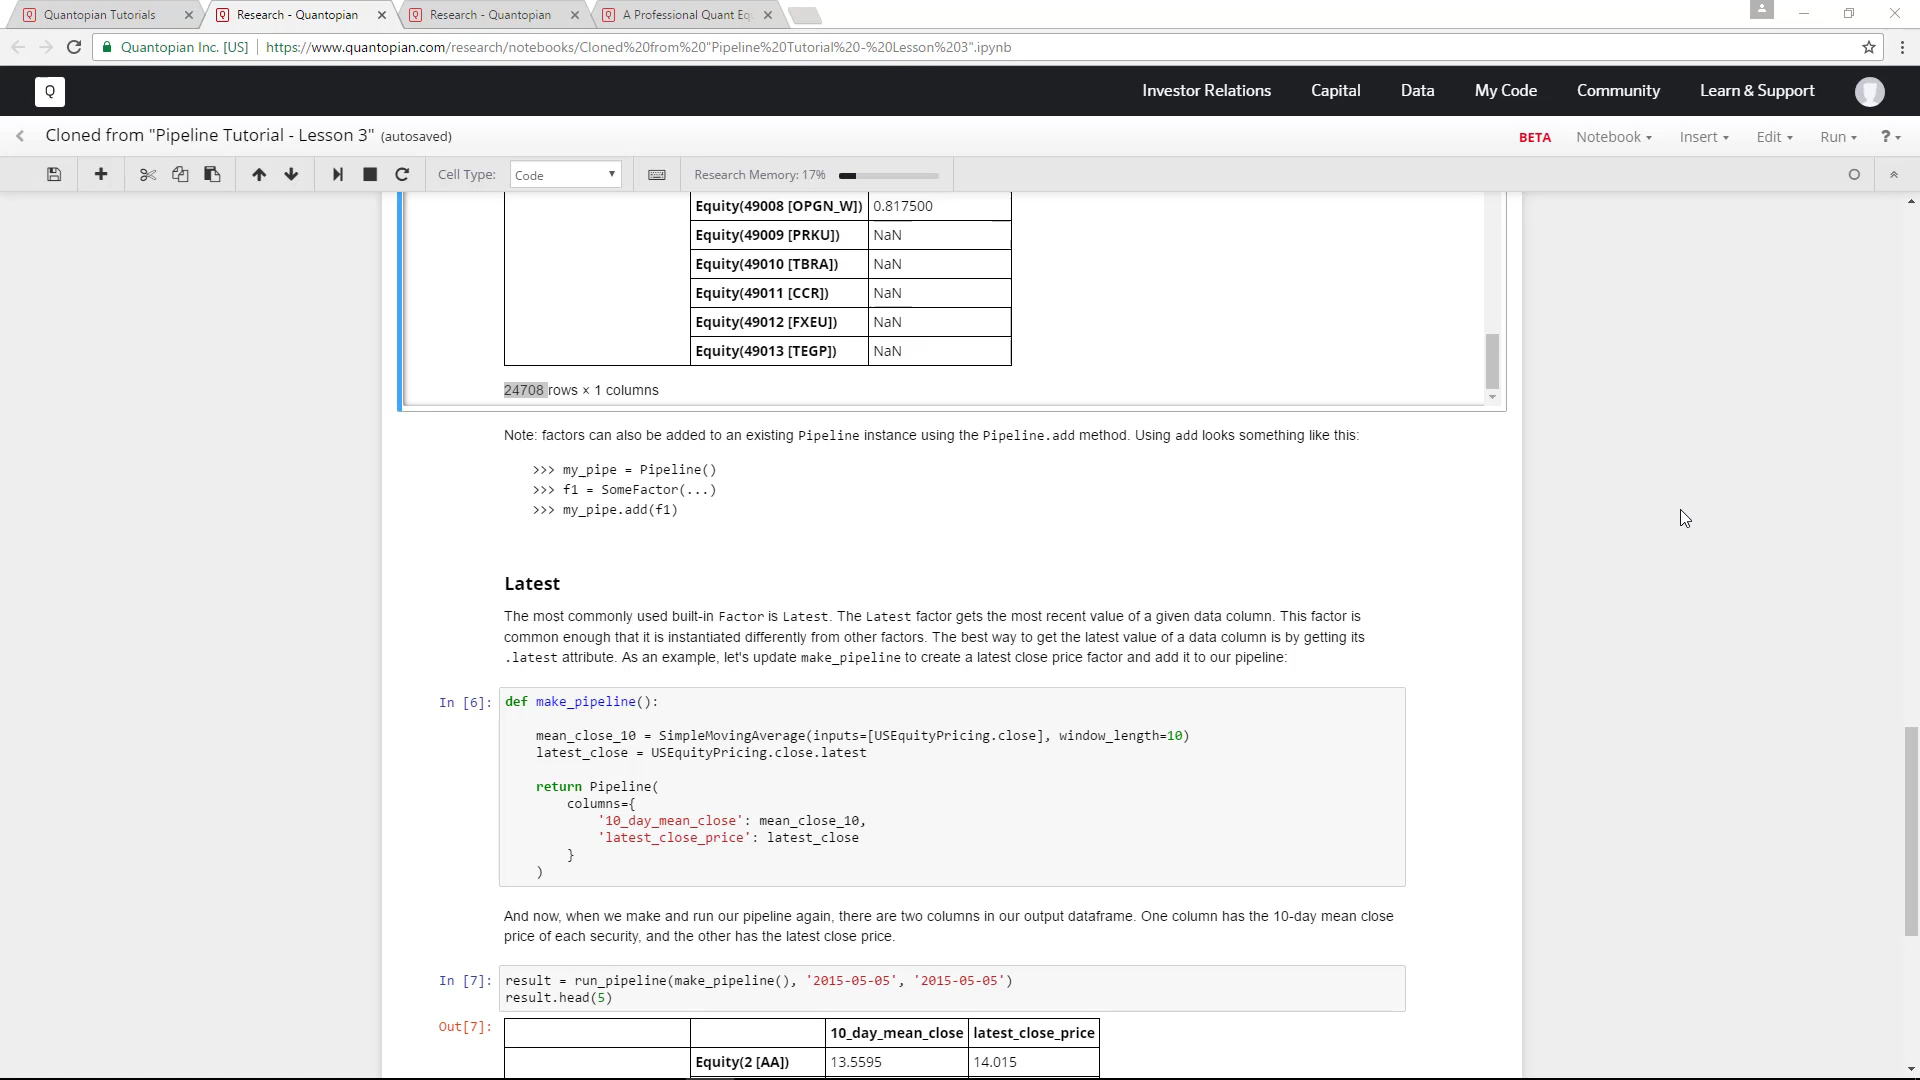 Quantopian Tutorials
Research - Quantopian
Research - Quantopian
A Professional Quant Eq
Quantopian Inc. [US]
https://www.quantopian.com/research/notebooks/Cloned%20from%20"Pipeline%20Tutorial%20-%20Lesson%203".ipynb
Q
Investor Relations
Capital
Data
My Code
Community
Learn & Support
Cloned from "Pipeline Tutorial - Lesson 3" (autosaved)
BETA
Notebook
Insert
Edit
Run
?
Cell Type:
Code
Research Memory: 17%
Equity(49008 [OPGN_W]) 0.817500
Equity(49009 [PRKU]) NaN
Equity(49010 [TBRA]) NaN
Equity(49011 [CCR]) NaN
Equity(49012 [FXEU]) NaN
Equity(49013 [TEGP]) NaN
24708 rows × 1 columns
Note: factors can also be added to an existing Pipeline instance using the Pipeline.add method. Using add looks something like this:
>>> my_pipe = Pipeline()
>>> f1 = SomeFactor(...)
>>> my_pipe.add(f1)
Latest
The most commonly used built-in Factor is Latest. The Latest factor gets the most recent value of a given data column. This factor is
common enough that it is instantiated differently from other factors. The best way to get the latest value of a data column is by getting its
.latest attribute. As an example, let's update make_pipeline to create a latest close price factor and add it to our pipeline:
In [6]: def make_pipeline():
mean_close_10 = SimpleMovingAverage(inputs=[USEquityPricing.close], window_length=10)
latest_close = USEquityPricing.close.latest
return Pipeline(
columns={
'10_day_mean_close': mean_close_10,
'latest_close_price': latest_close
}
)
And now, when we make and run our pipeline again, there are two columns in our output dataframe. One column has the 10-day mean close
price of each security, and the other has the latest close price.
In [7]: result = run_pipeline(make_pipeline(), '2015-05-05', '2015-05-05')
result.head(5)
Out[7]:
10_day_mean_close latest_close_price
Equity(2 [AA]) 13.5595 14.015